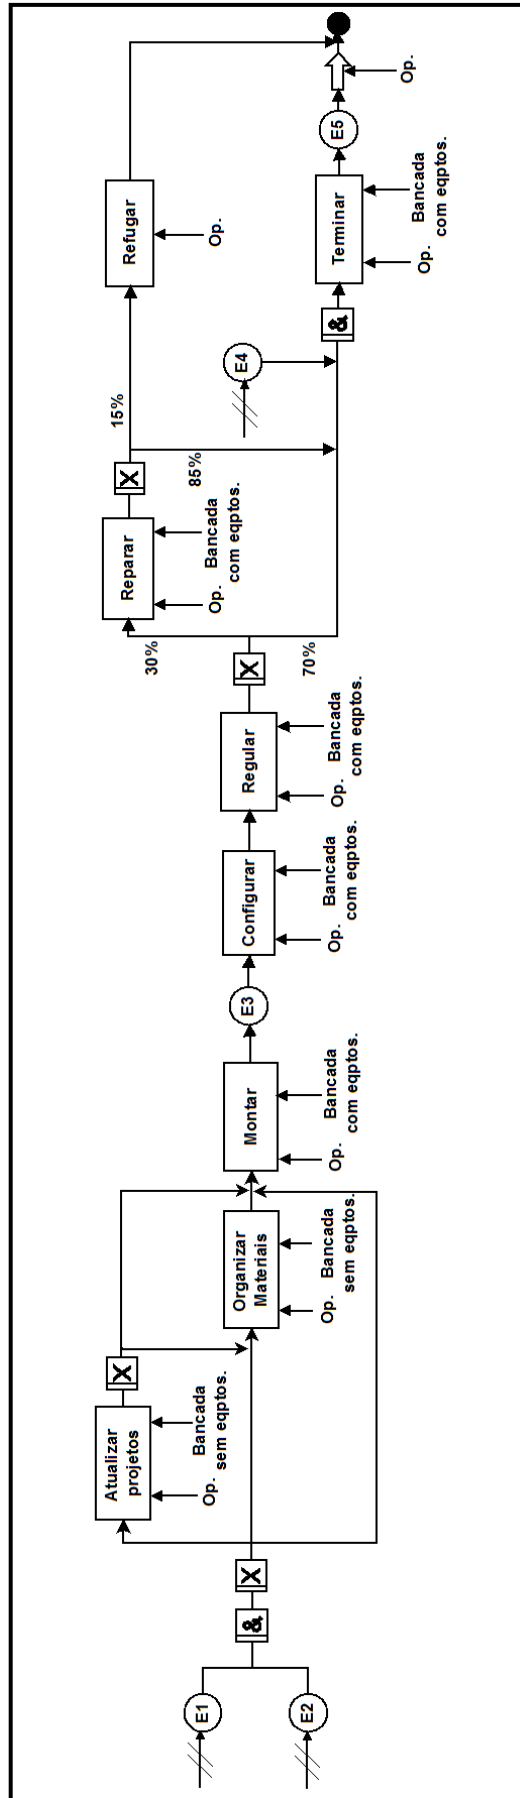 E1
E2
&
X
Atualizar
projetos
Op.
Bancada
sem eqptos.
X
Organizar
Materiais
Op.
Bancada
sem eqptos.
Montar
Op.
Bancada
com eqptos.
E3
Configurar
Op.
Bancada
com eqptos.
Regular
Op.
Bancada
com eqptos.
X
30%
70%
Reparar
Op.
Bancada
com eqptos.
X
15%
85%
E4
Refugar
Op.
&
Terminar
Op.
Bancada
com eqptos.
E5
Op.